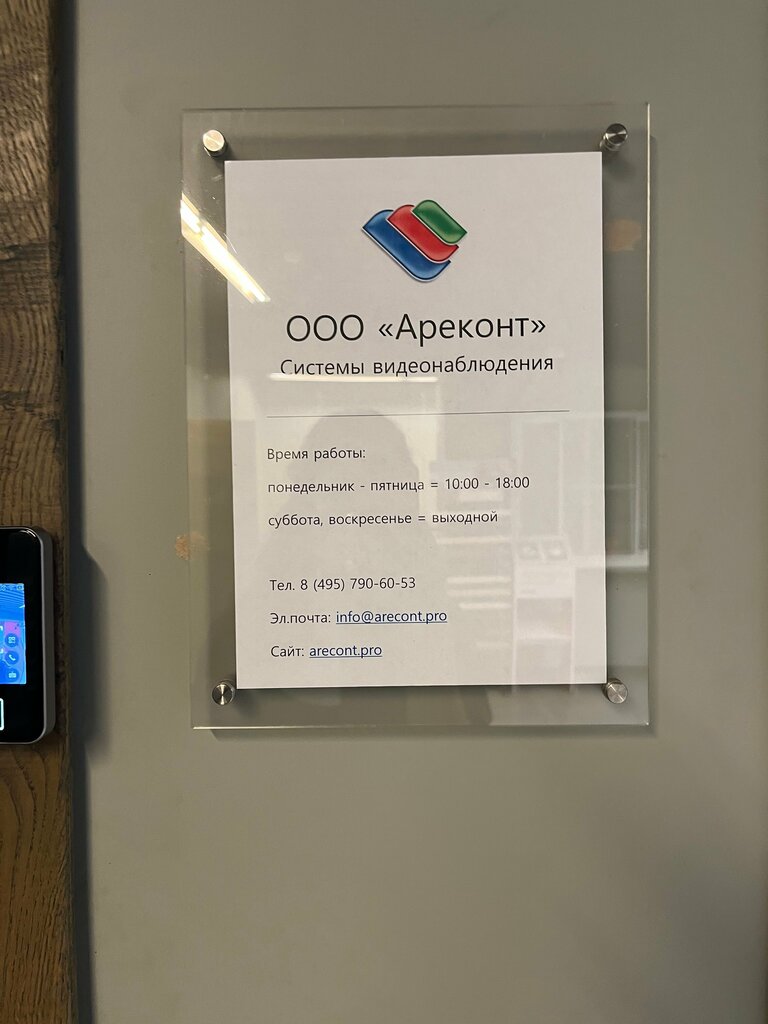 ООО «Ареконт»
Системы видеонаблюдения
Время работы:
понедельник - пятница = 10:00 - 18:00
суббота, воскресенье = выходной
Тел. 8 (495) 790-60-53
Эл.почта: info@arecont.pro
Сайт: arecont.pro